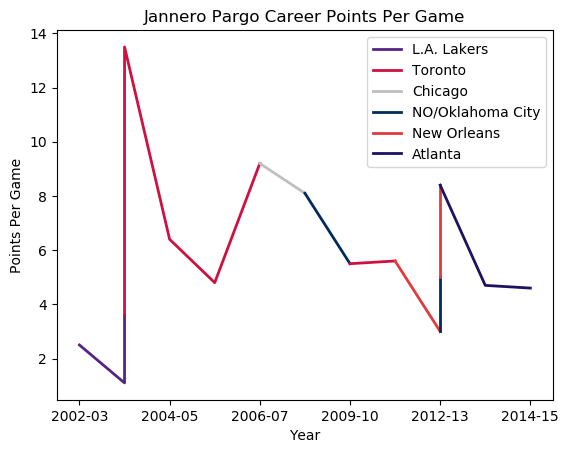 Jannero Pargo Career Points Per Game
14
12
10
8
6
4
2
Points Per Game
L.A. Lakers
Toronto
Chicago
NO/Oklahoma City
New Orleans
Atlanta
2002-03 2004-05 2006-07 2009-10 2012-13 2014-15
Year